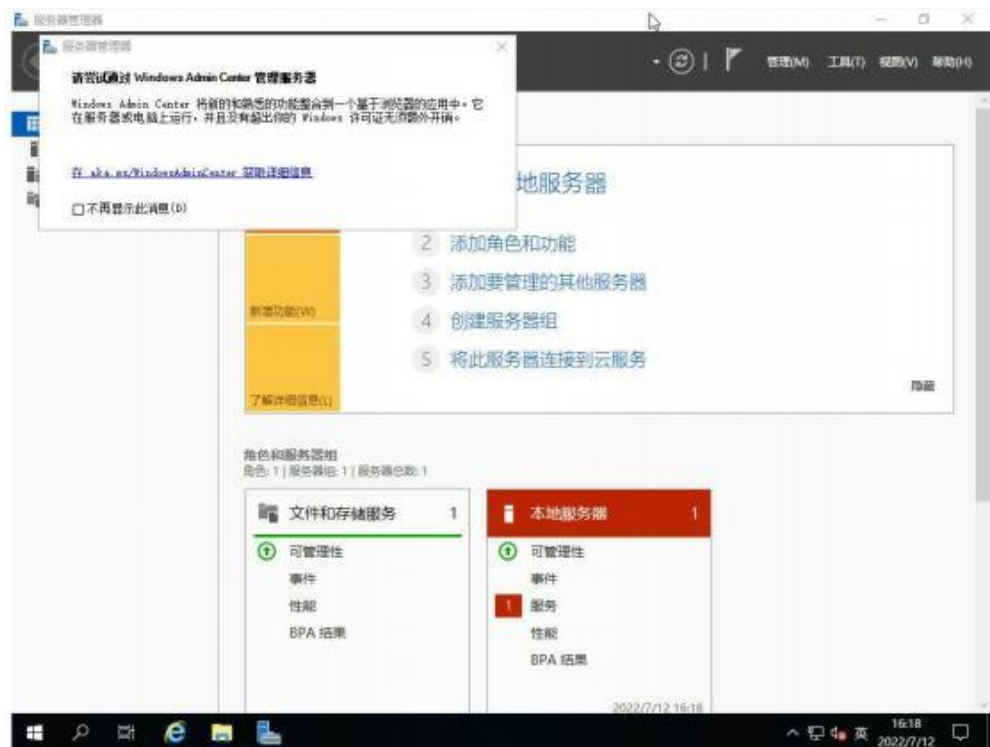 服务器管理器
服务器管理器
管理(M) 工具(T) 视图(V) 帮助(H)
请尝试通过 Windows Admin Center 管理服务器
Windows Admin Center 将新的和熟悉的功能整合到一个基于浏览器的应用中。它
在服务器或电脑上运行,并且没有超出你的 Windows 许可证无须额外开销。
在 aka.ms/WindowsAdminCenter 获取详细信息
不再显示此消息(D)
地服务器
2 添加角色和功能
3 添加要管理的其他服务器
新增功能(W)
4 创建服务器组
5 将此服务器连接到云服务
了解详细信息(L)
隐藏
角色和服务器组
角色: 1 | 服务器组: 1 | 服务器总数: 1
文件和存储服务 1
可管理性
事件
性能
BPA 结果
本地服务器 1
可管理性
事件
1 服务
性能
BPA 结果
2022/7/12 16:18
英
16:18
2022/7/12